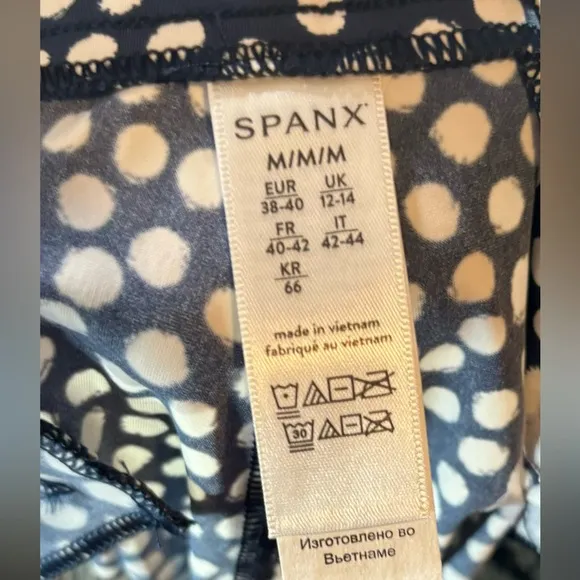 SPANX
M/M/M
EUR UK
38-40 12-14
FR IT
40-42 42-44
KR
66
made in vietnam
fabriqué au vietnam
30
Изготовлено во
Вьетнаме